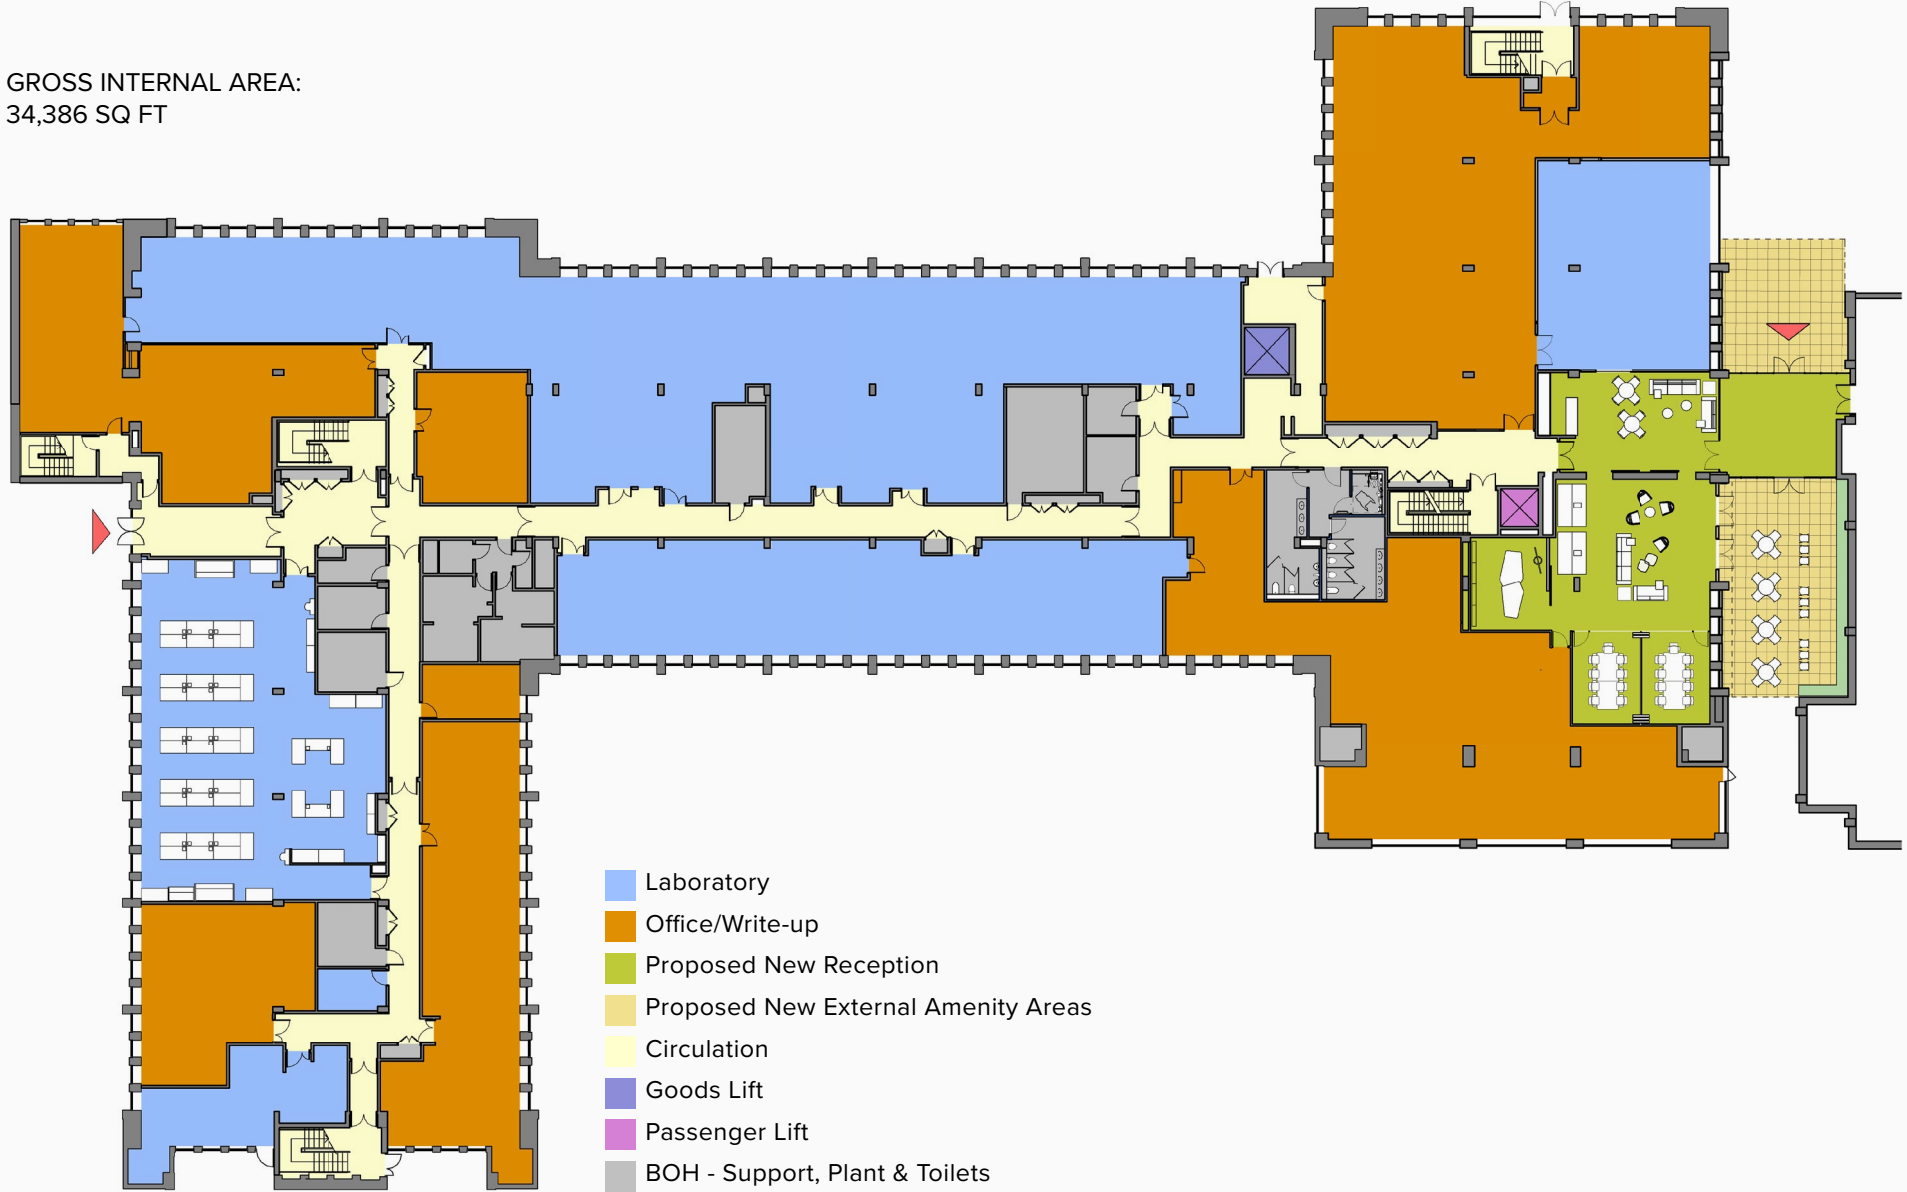 GROSS INTERNAL AREA:
34,386 SQ FT
Laboratory
Office/Write-up
Proposed New Reception
Proposed New External Amenity Areas
Circulation
Goods Lift
Passenger Lift
BOH - Support, Plant & Toilets